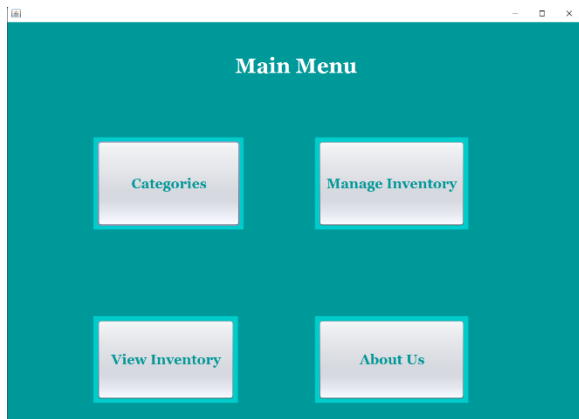 Main Menu
Categories
Manage Inventory
View Inventory
About Us